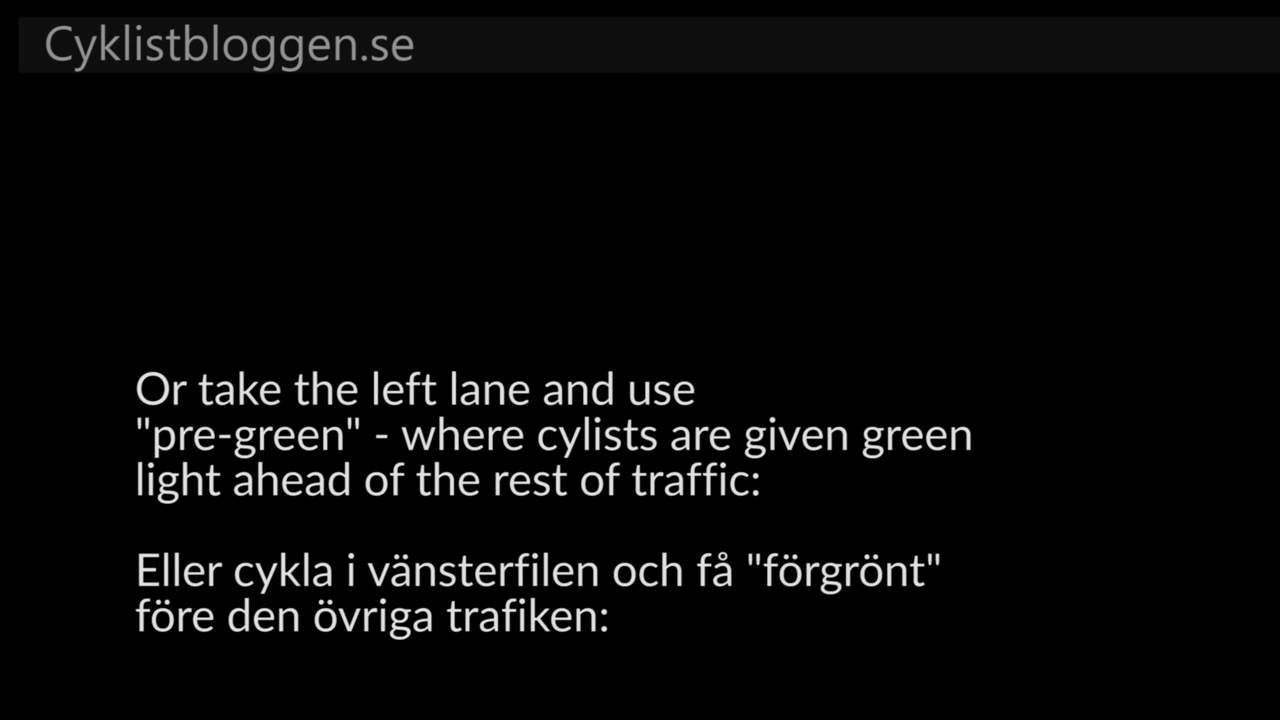 Cyklistbloggen.se
Or take the left lane and use
"pre-green" - where cylists are given green
light ahead of the rest of traffic:
Eller cykla i vänsterfilen och få "förgrönt"
före den övriga trafiken: